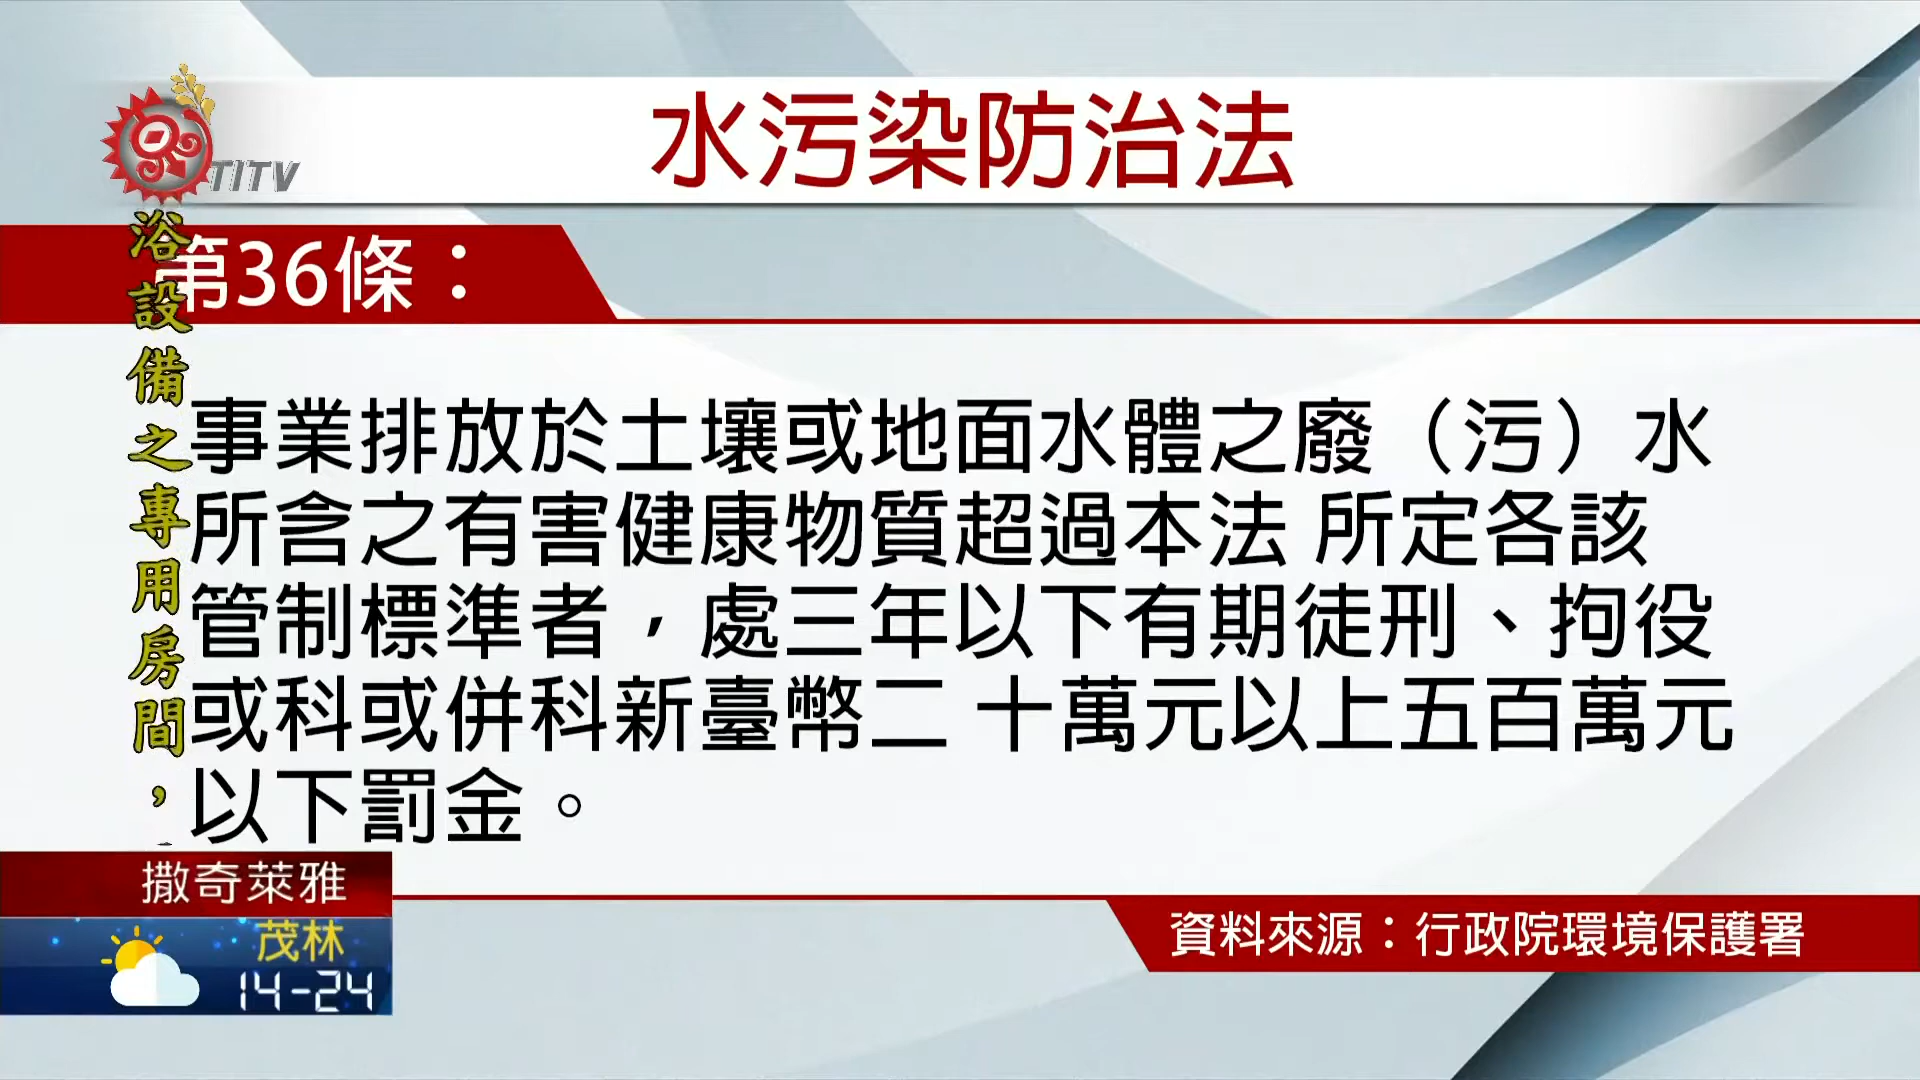 水污染防治法
TITV
第36條：
浴設備之專用房間，
事業排放於土壤或地面水體之廢（污）水
所含之有害健康物質超過本法 所定各該
管制標準者，處三年以下有期徒刑、拘役
或科或併科新臺幣二 十萬元以上五百萬元
以下罰金。
撒奇萊雅
茂林
14-24
資料來源：行政院環境保護署